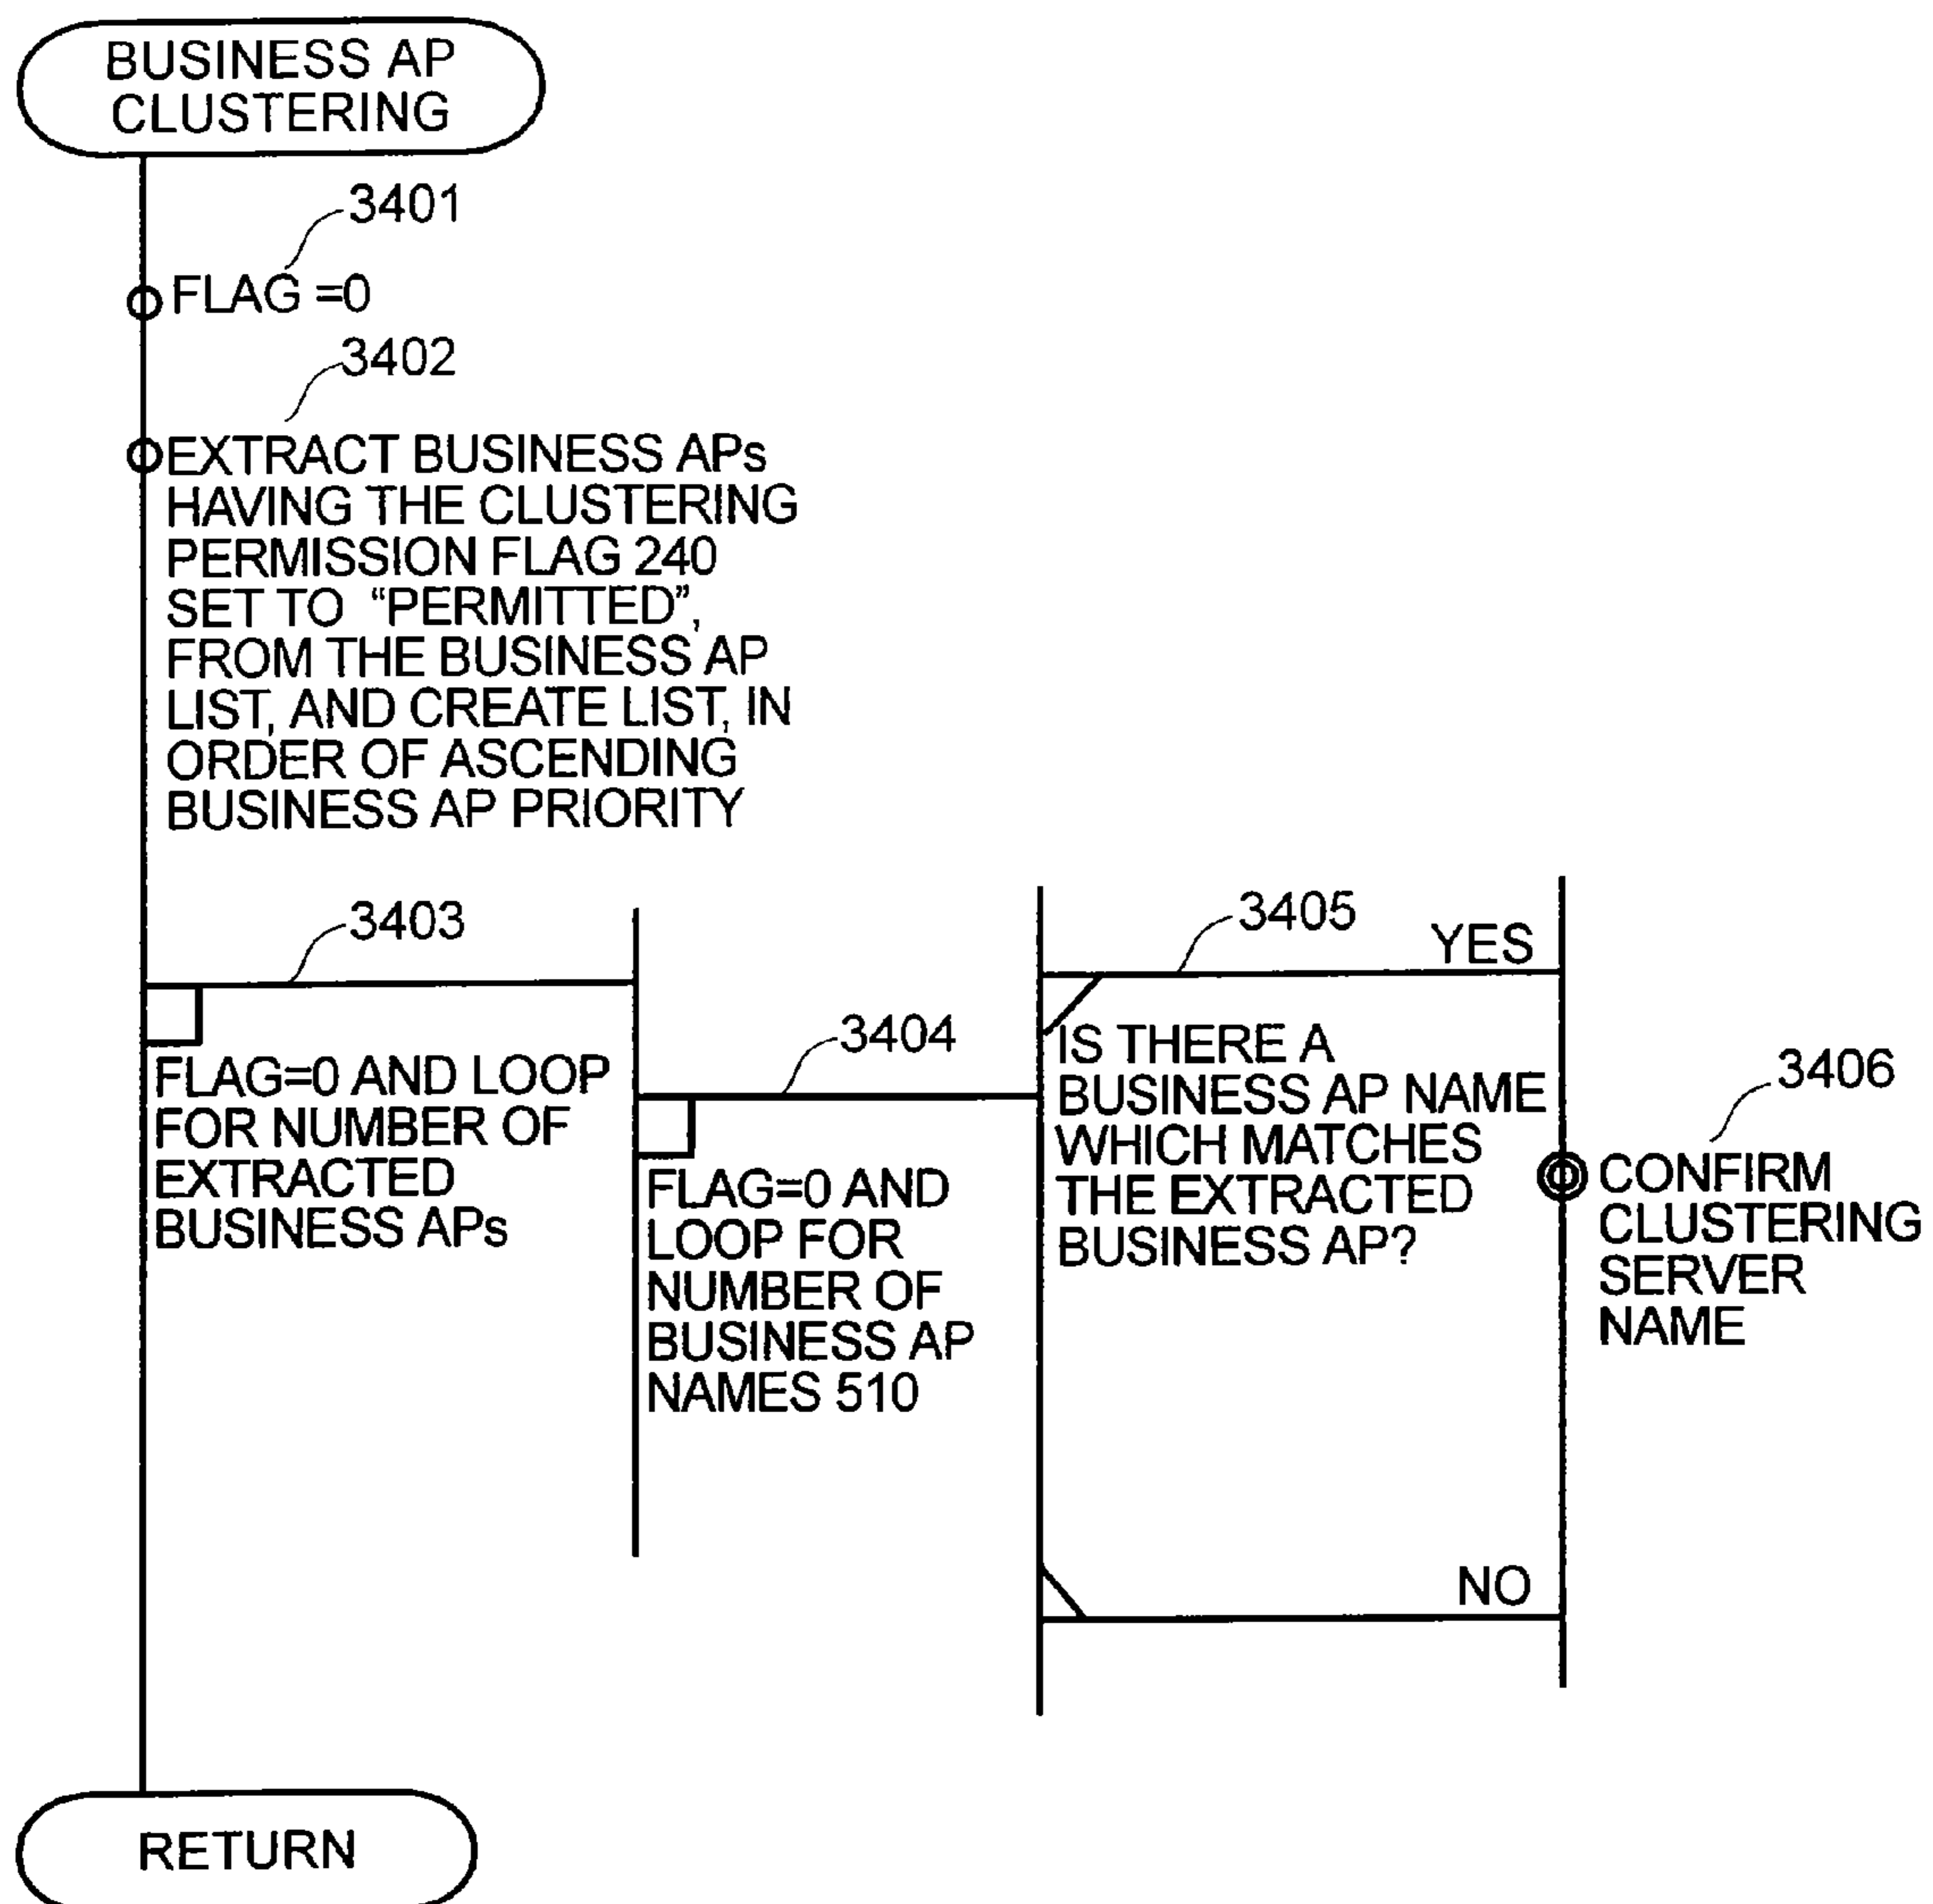 BUSINESS AP
CLUSTERING
3401
FLAG =0
3402
EXTRACT BUSINESS APs
HAVING THE CLUSTERING
PERMISSION FLAG 240
SET TO “PERMITTED”,
FROM THE BUSINESS AP
LIST, AND CREATE LIST, IN
ORDER OF ASCENDING
BUSINESS AP PRIORITY
3403
FLAG=0 AND LOOP
FOR NUMBER OF
EXTRACTED
BUSINESS APs
3404
FLAG=0 AND
LOOP FOR
NUMBER OF
BUSINESS AP
NAMES 510
3405
YES
IS THERE A
BUSINESS AP NAME
WHICH MATCHES
THE EXTRACTED
BUSINESS AP?
NO
3406
CONFIRM
CLUSTERING
SERVER
NAME
RETURN